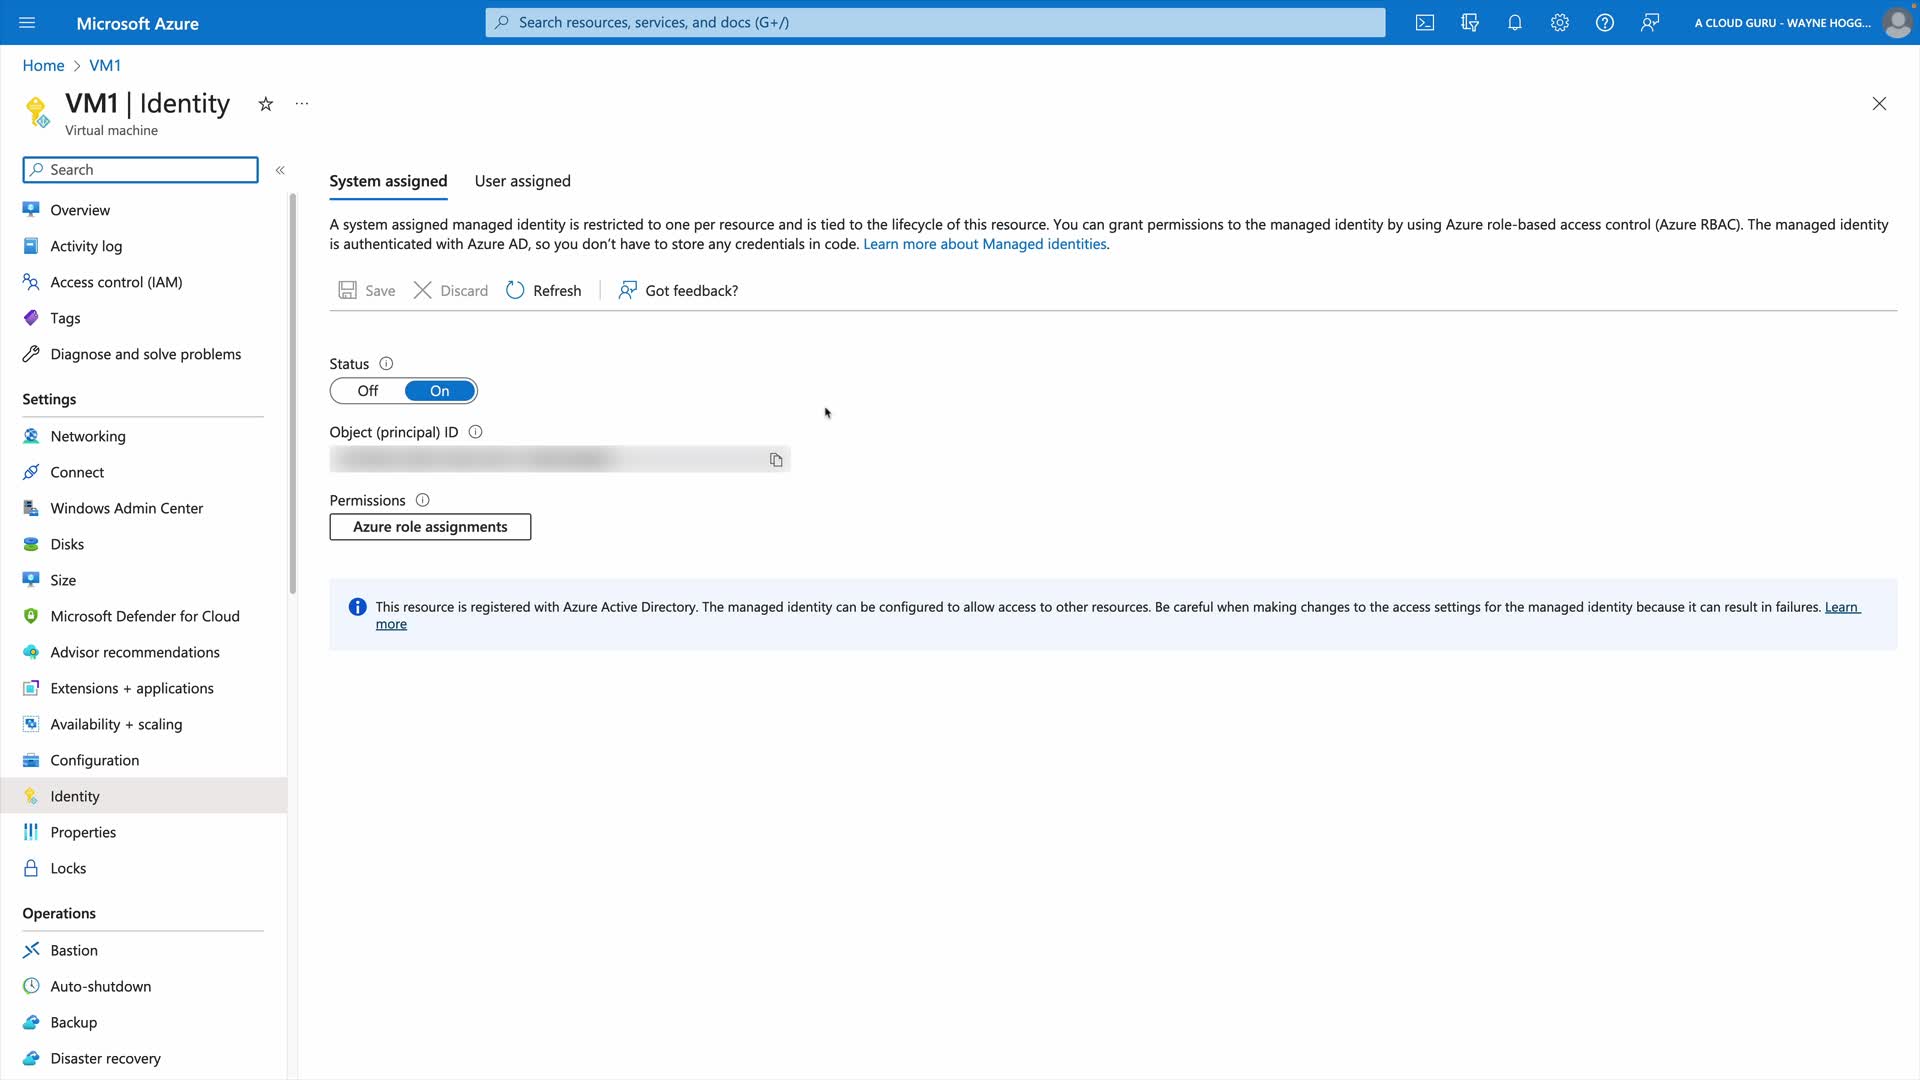 Microsoft Azure
Search resources, services, and docs (G+/)
A CLOUD GURU - WAYNE HOGG...
Home > VM1
VM1 | Identity
Virtual machine
Search
Overview
Activity log
Access control (IAM)
Tags
Diagnose and solve problems
Settings
Networking
Connect
Windows Admin Center
Disks
Size
Microsoft Defender for Cloud
Advisor recommendations
Extensions + applications
Availability + scaling
Configuration
Identity
Properties
Locks
Operations
Bastion
Auto-shutdown
Backup
Disaster recovery
System assigned User assigned
A system assigned managed identity is restricted to one per resource and is tied to the lifecycle of this resource. You can grant permissions to the managed identity by using Azure role-based access control (Azure RBAC). The managed identity
is authenticated with Azure AD, so you don't have to store any credentials in code. Learn more about Managed identities.
Save Discard Refresh Got feedback?
Status
Off On
Object (principal) ID
Permissions
Azure role assignments
This resource is registered with Azure Active Directory. The managed identity can be configured to allow access to other resources. Be careful when making changes to the access settings for the managed identity because it can result in failures. Learn
more